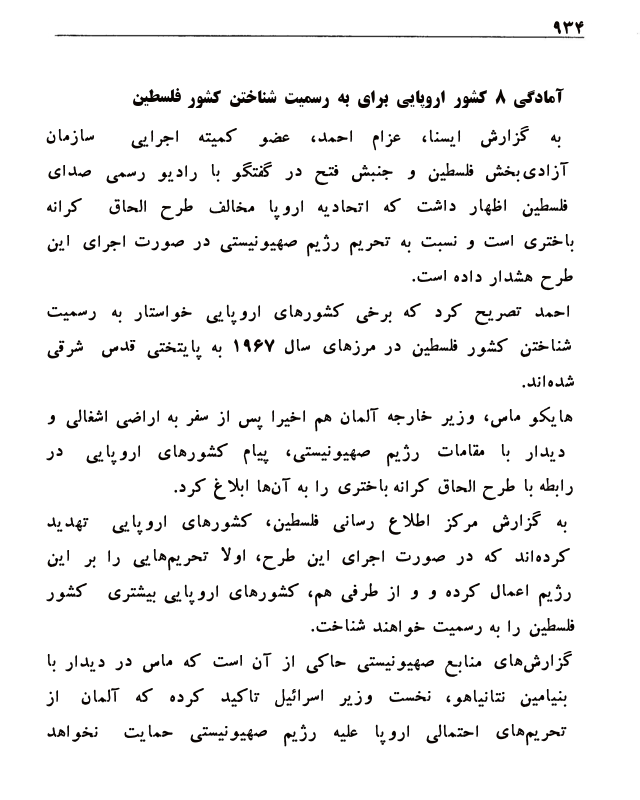 ۹۳۴
آمادگی ۸ کشور اروپایی برای به رسمیت شناختن کشور فلسطین
به گزارش ایسنا، عزام احمد، عضو کمیته اجرایی سازمان
آزادی‌بخش فلسطین و جنبش فتح در گفتگو با رادیو رسمی صدای
فلسطین اظهار داشت که اتحادیه اروپا مخالف طرح الحاق کرانه
باختری است و نسبت به تحریم رژیم صهیونیستی در صورت اجرای این
طرح هشدار داده است.
احمد تصریح کرد که برخی کشورهای اروپایی خواستار به رسمیت
شناختن کشور فلسطین در مرزهای سال ۱۹۶۷ به پایتختی قدس شرقی
شده‌اند.
هایکو ماس، وزیر خارجه آلمان هم اخیرا پس از سفر به اراضی اشغالی و
دیدار با مقامات رژیم صهیونیستی، پیام کشورهای اروپایی در
رابطه با طرح الحاق کرانه باختری را به آن‌ها ابلاغ کرد.
به گزارش مرکز اطلاع رسانی فلسطین، کشورهای اروپایی تهدید
کرده‌اند که در صورت اجرای این طرح، اولا تحریم‌هایی را بر این
رژیم اعمال کرده و و از طرفی هم، کشورهای اروپایی بیشتری کشور
فلسطین را به رسمیت خواهند شناخت.
گزارش‌های منابع صهیونیستی حاکی از آن است که ماس در دیدار با
بنیامین نتانیاهو، نخست وزیر اسرائیل تاکید کرده که آلمان از
تحریم‌های احتمالی اروپا علیه رژیم صهیونیستی حمایت نخواهد